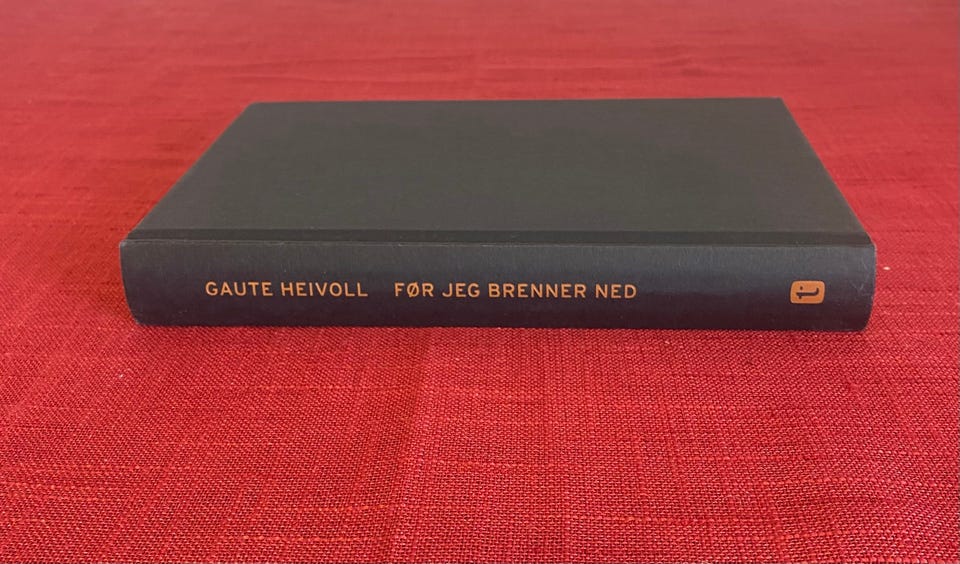 GAUTE HEIVOLL FØR JEG BRENNER NED t